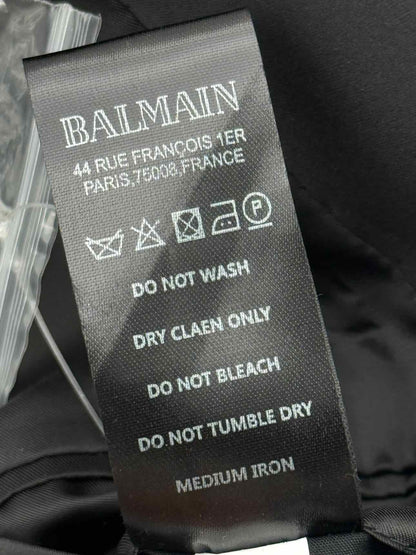 BALMAIN
44 RUE FRANÇOIS 1ER
PARIS,75008,FRANCE
P
DO NOT WASH
DRY CLAEN ONLY
DO NOT BLEACH
DO NOT TUMBLE DRY
MEDIUM IRON